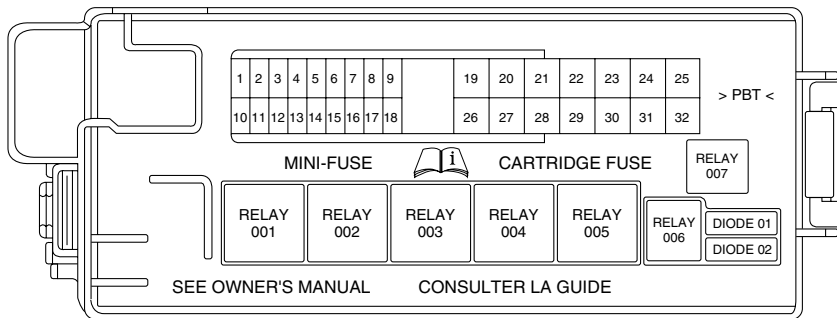 1 2 3 4 5 6 7 8 9 19 20 21 22 23 24 25
> PBT <
10 11 12 13 14 15 16 17 18 26 27 28 29 30 31 32
MINI-FUSE i CARTRIDGE FUSE
RELAY
007
RELAY
001
RELAY
002
RELAY
003
RELAY
004
RELAY
005
RELAY
006
DIODE 01
DIODE 02
SEE OWNER'S MANUAL CONSULTER LA GUIDE